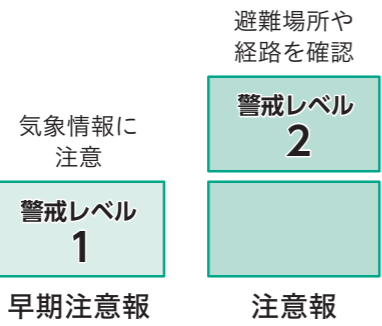 気象情報に
注意
警戒レベル
1
早期注意報
避難場所や
経路を確認
警戒レベル
2
注意報